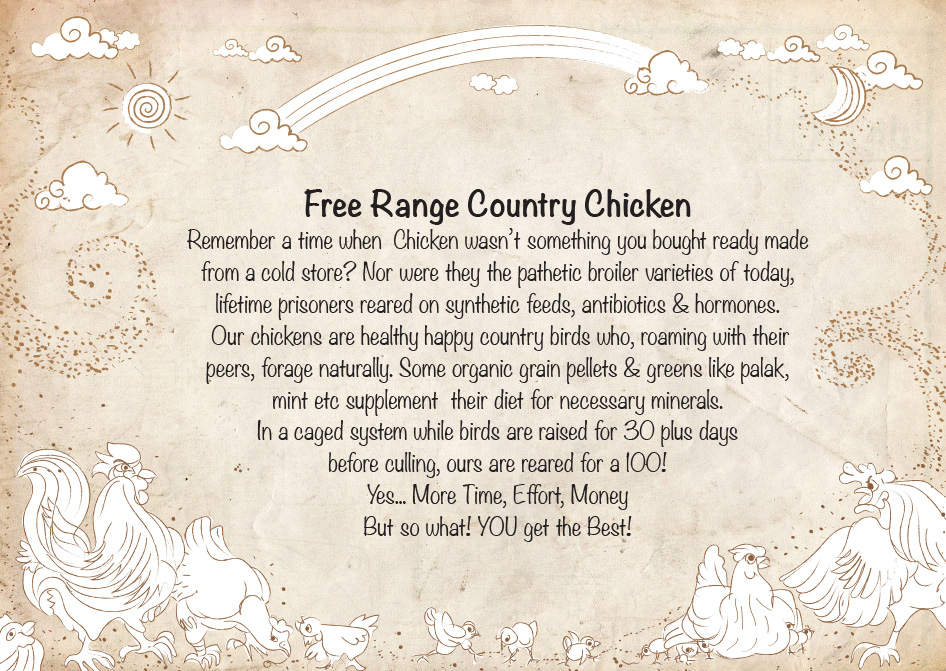 Free Range Country Chicken
Remember a time when Chicken wasn't something you bought ready made
from a cold store? Nor were they the pathetic broiler varieties of today,
lifetime prisoners reared on synthetic feeds, antibiotics & hormones.
Our chickens are healthy happy country birds who, roaming with their
peers, forage naturally. Some organic grain pellets & greens like palak,
mint etc supplement their diet for necessary minerals.
In a caged system while birds are raised for 30 plus days
before culling, ours are reared for a 100!
Yes... More Time, Effort, Money
But so what! YOU get the Best!